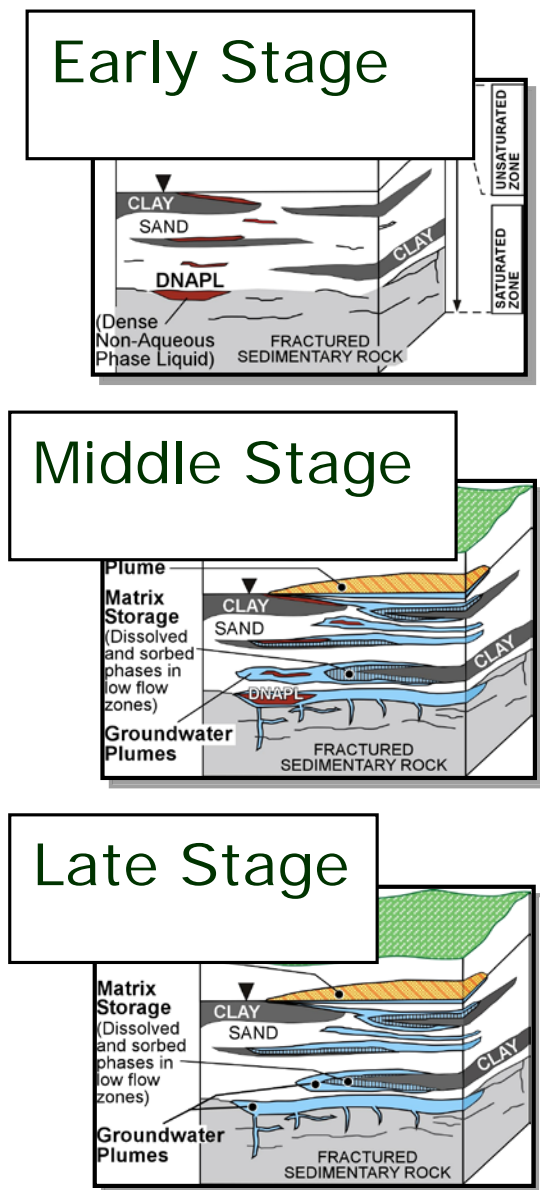 Early Stage
UNSATURATED
ZONE
CLAY
SAND
CLAY
SATURATED
ZONE
DNAPL
(Dense
Non-Aqueous
Phase Liquid)
FRACTURED
SEDIMENTARY ROCK
Middle Stage
Plume
Matrix
Storage
(Dissolved
and sorbed
phases in
low flow
zones)
CLAY
SAND
CLAY
DNAPL
Groundwater
Plumes
FRACTURED
SEDIMENTARY ROCK
Late Stage
Matrix
Storage
(Dissolved
and sorbed
phases in
low flow
zones)
CLAY
SAND
CLAY
Groundwater
Plumes
FRACTURED
SEDIMENTARY ROCK